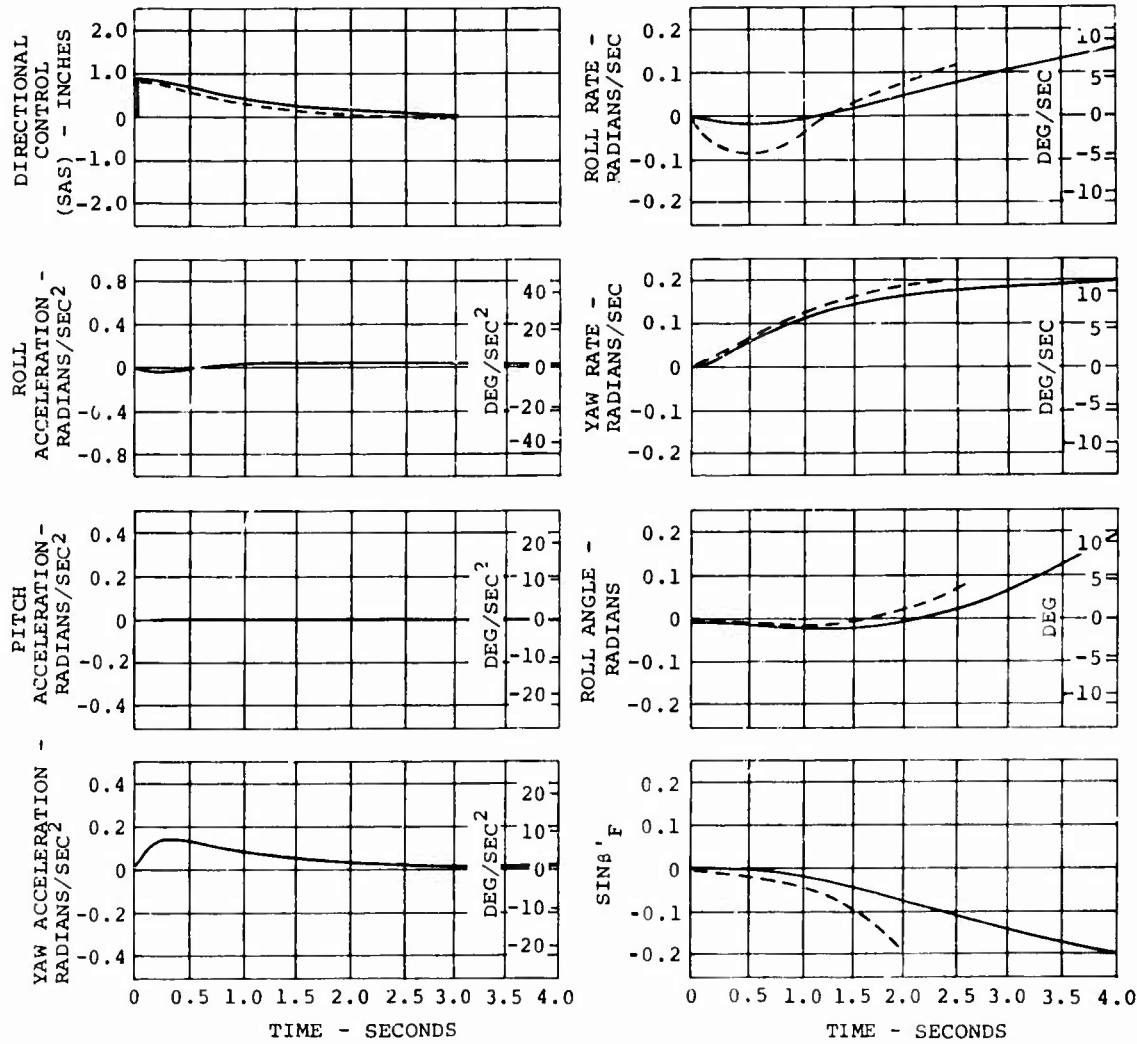 DIRECTIONAL
CONTROL
(SAS) - INCHES
2.0
1.0
0
-1.0
-2.0
ROLL RATE -
RADIANS/SEC
0.2
0.1
0
-0.1
-0.2
DEG/SEC
10
5
0
-5
-10
ROLL
ACCELERATION -
RADIANS/SEC2
0.8
0.4
0
-0.4
-0.8
DEG/SEC2
40
20
0
-20
-40
YAW RATE -
RADIANS/SEC
0.2
0.1
0
-0.1
-0.2
DEG/SEC
10
5
0
-5
-10
PITCH
ACCELERATION-
RADIANS/SEC2
0.4
0.2
0
-0.2
-0.4
DEG/SEC2
20
10
0
-10
-20
ROLL ANGLE -
RADIANS
0.2
0.1
0
-0.1
-0.2
DEG
10
5
0
-5
-10
YAW ACCELERATION -
RADIANS/SEC2
0.4
0.2
0
-0.2
-0.4
DEG/SEC2
20
10
0
-10
-20
SINβ'F
0.2
0.1
0
-0.1
-0.2
0 0.5 1.0 1.5 2.0 2.5 3.0 3.5 4.0
TIME - SECONDS
0 0.5 1.0 1.5 2.0 2.5 3.0 3.5 4.0
TIME - SECONDS